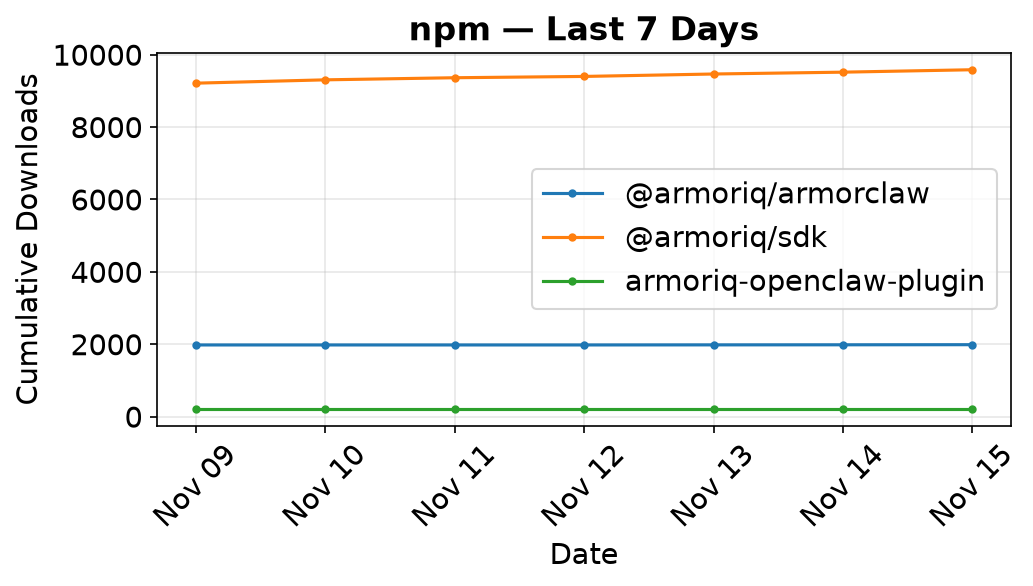 npm — Last 7 Days
Cumulative Downloads
10000
8000
6000
4000
2000
0
@armoriq/armorclaw
@armoriq/sdk
armoriq-openclaw-plugin
Nov 09
Nov 10
Nov 11
Nov 12
Nov 13
Nov 14
Nov 15
Date